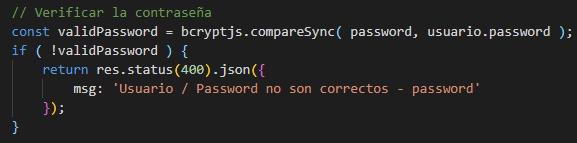 // Verificar la contraseña
const validPassword = bcryptjs.compareSync( password, usuario.password );
if ( !validPassword ) {
    return res.status(400).json({
        msg: 'Usuario / Password no son correctos - password'
    });
}